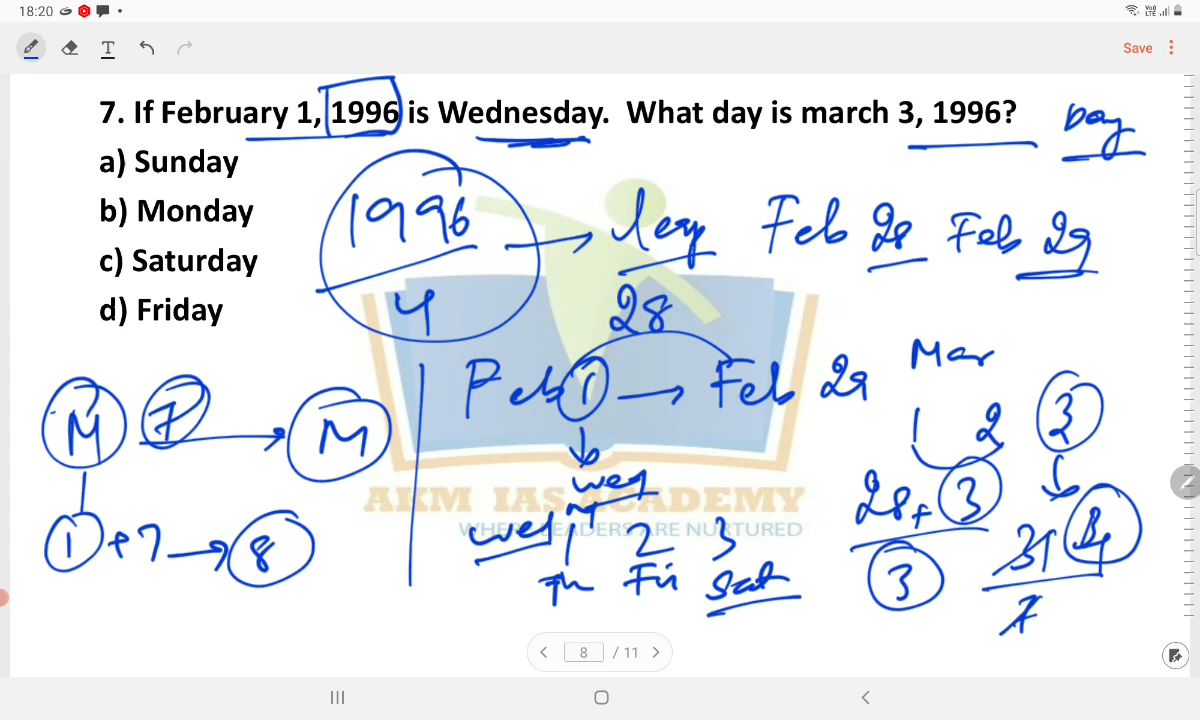 18:20
Save
7. If February 1, 1996 is Wednesday.  What day is march 3, 1996?
Day
a) Sunday
b) Monday
c) Saturday
d) Friday
1996
4
leap Feb 28 Feb 29
28
Feb 1 → Feb 29
Mar
1 2 3
M 7 → M
1 + 7 → 8
wed
wed 1 2 3
Th Fri Sat
28 + 3
3
31
7
AKM IAS ACADEMY
WHERE LEADERS ARE NURTURED
8 / 11